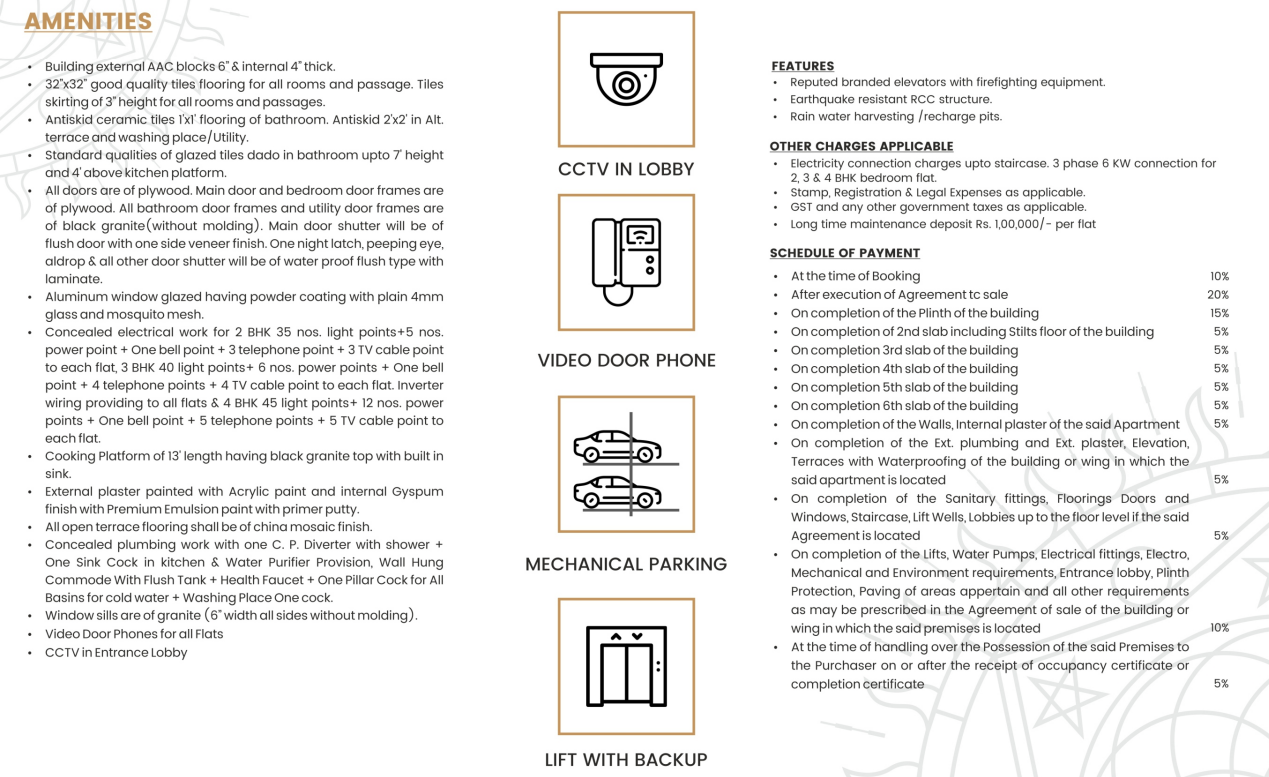 AMENITIES
• Building external AAC blocks 6" & internal 4" thick.
• 32"x32" good quality tiles flooring for all rooms and passage. Tiles
skirting of 3" height for all rooms and passages.
• Antiskid ceramic tiles 1'x1' flooring of bathroom. Antiskid 2'x2' in Alt.
terrace and washing place/Utility.
• Standard qualities of glazed tiles dado in bathroom upto 7' height
and 4' above kitchen platform.
• All doors are of plywood. Main door and bedroom door frames are
of plywood. All bathroom door frames and utility door frames are
of black granite(without molding). Main door shutter will be of
flush door with one side veneer finish. One night latch, peeping eye,
aldrop & all other door shutter will be of water proof flush type with
laminate.
• Aluminum window glazed having powder coating with plain 4mm
glass and mosquito mesh.
• Concealed electrical work for 2 BHK 35 nos. light points+5 nos.
power point + One bell point + 3 telephone point + 3 TV cable point
to each flat, 3 BHK 40 light points+ 6 nos. power points + One bell
point + 4 telephone points + 4 TV cable point to each flat. Inverter
wiring providing to all flats & 4 BHK 45 light points+ 12 nos. power
points + One bell point + 5 telephone points + 5 TV cable point to
each flat.
• Cooking Platform of 13' length having black granite top with built in
sink.
• External plaster painted with Acrylic paint and internal Gyspum
finish with Premium Emulsion paint with primer putty.
• All open terrace flooring shall be of china mosaic finish.
• Concealed plumbing work with one C. P. Diverter with shower +
One Sink Cock in kitchen & Water Purifier Provision, Wall Hung
Commode With Flush Tank + Health Faucet + One Pillar Cock for All
Basins for cold water + Washing Place One cock.
• Window sills are of granite (6" width all sides without molding).
• Video Door Phones for all Flats
• CCTV in Entrance Lobby
CCTV IN LOBBY
VIDEO DOOR PHONE
MECHANICAL PARKING
LIFT WITH BACKUP
FEATURES
• Reputed branded elevators with firefighting equipment.
• Earthquake resistant RCC structure.
• Rain water harvesting /recharge pits.
OTHER CHARGES APPLICABLE
• Electricity connection charges upto staircase. 3 phase 6 KW connection for
2, 3 & 4 BHK bedroom flat.
• Stamp, Registration & Legal Expenses as applicable.
• GST and any other government taxes as applicable.
• Long time maintenance deposit Rs. 1,00,000/- per flat
SCHEDULE OF PAYMENT
• At the time of Booking 10%
• After execution of Agreement tc sale 20%
• On completion of the Plinth of the building 15%
• On completion of 2nd slab including Stilts floor of the building 5%
• On completion 3rd slab of the building 5%
• On completion 4th slab of the building 5%
• On completion 5th slab of the building 5%
• On completion 6th slab of the building 5%
• On completion of the Walls, Internal plaster of the said Apartment 5%
• On completion of the Ext. plumbing and Ext. plaster, Elevation,
Terraces with Waterproofing of the building or wing in which the
said apartment is located 5%
• On completion of the Sanitary fittings, Floorings Doors and
Windows, Staircase, Lift Wells, Lobbies up to the floor level if the said
Agreement is located 5%
• On completion of the Lifts, Water Pumps, Electrical fittings, Electro,
Mechanical and Environment requirements, Entrance lobby, Plinth
Protection, Paving of areas appertain and all other requirements
as may be prescribed in the Agreement of sale of the building or
wing in which the said premises is located 10%
• At the time of handling over the Possession of the said Premises to
the Purchaser on or after the receipt of occupancy certificate or
completion certificate 5%